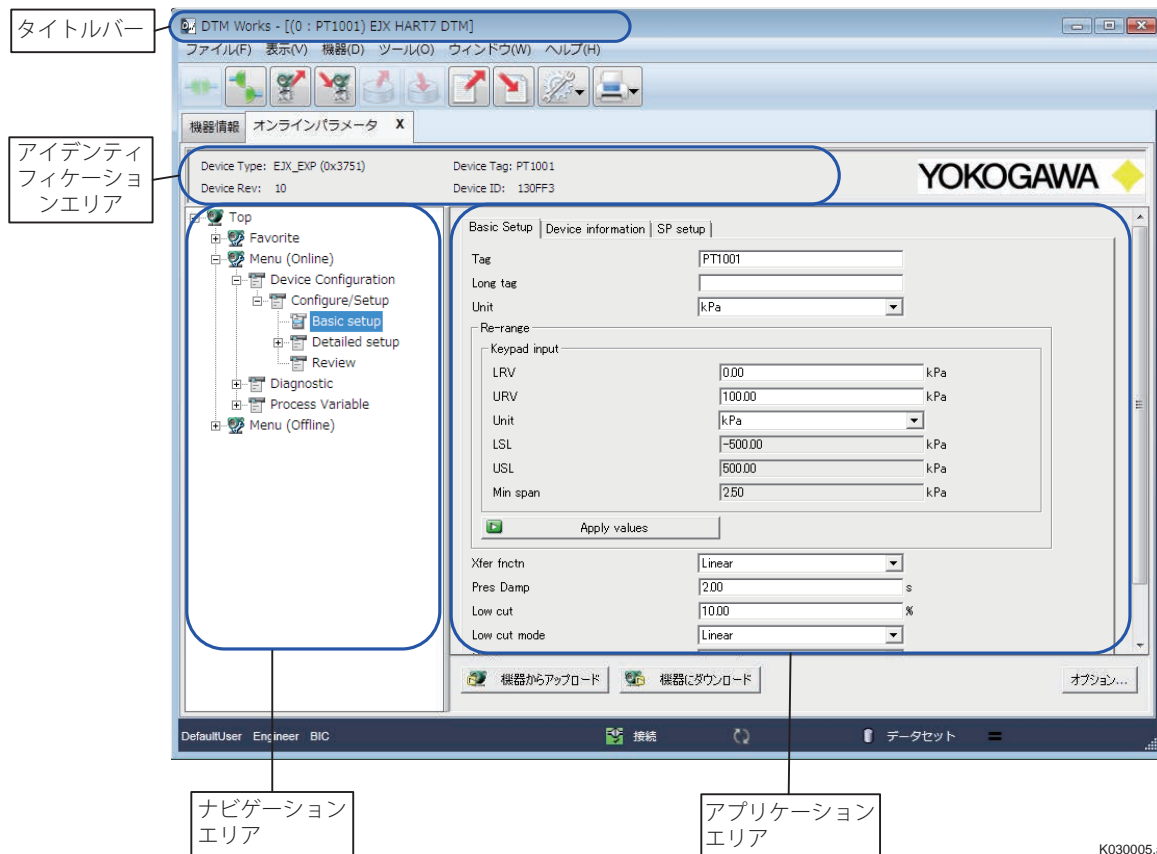 タイトルバー
DTM Works - [(0 : PT1001) EJX HART7 DTM]
ファイル(F) 表示(V) 機器(D) ツール(O) ウィンドウ(W) ヘルプ(H)
機器情報 オンラインパラメータ X
アイデンティ
フィケーショ
ンエリア
Device Type: EJX_EXP (0x3751) Device Tag: PT1001
Device Rev: 10 Device ID: 130FF3
YOKOGAWA
Top
Favorite
Menu (Online)
Device Configuration
Configure/Setup
Basic setup
Detailed setup
Review
Diagnostic
Process Variable
Menu (Offline)
Basic Setup Device information SP setup
Tag PT1001
Long tag
Unit kPa
Re-range
Keypad input
LRV 0.00 kPa
URV 100.00 kPa
Unit kPa
LSL -500.00 kPa
USL 500.00 kPa
Min span 2.50 kPa
Apply values
Xfer fnctn Linear
Pres Damp 2.00 s
Low cut 10.00 %
Low cut mode Linear
機器からアップロード 機器にダウンロード オプション...
DefaultUser Engineer BIC 接続 データセット
ナビゲーション
エリア
アプリケーション
エリア